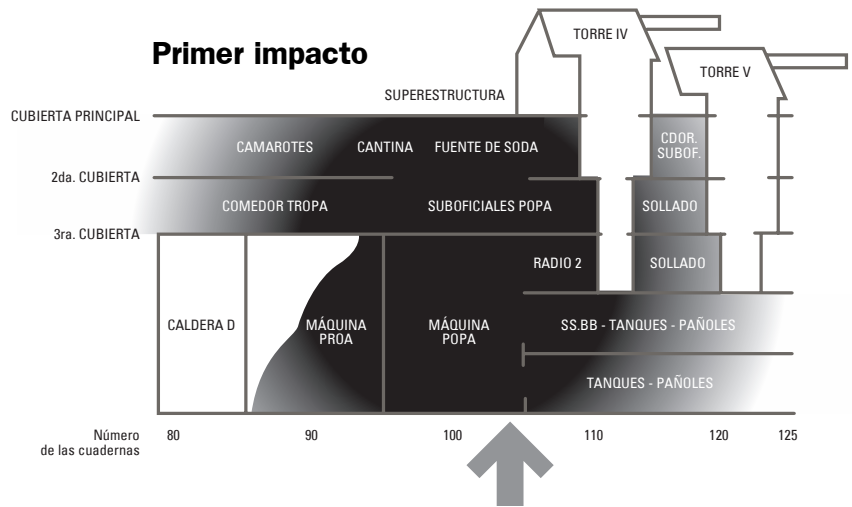 Primer impacto
TORRE IV
TORRE V
SUPERESTRUCTURA
CUBIERTA PRINCIPAL
CAMAROTES
CANTINA
FUENTE DE SODA
CDOR.
SUBOF.
2da. CUBIERTA
COMEDOR TROPA
SUBOFICIALES POPA
SOLLADO
3ra. CUBIERTA
RADIO 2
SOLLADO
CALDERA D
MÁQUINA
PROA
MÁQUINA
POPA
SS.BB - TANQUES - PAÑOLES
TANQUES - PAÑOLES
Número
de las cuadernas
80 90 100 110 120 125